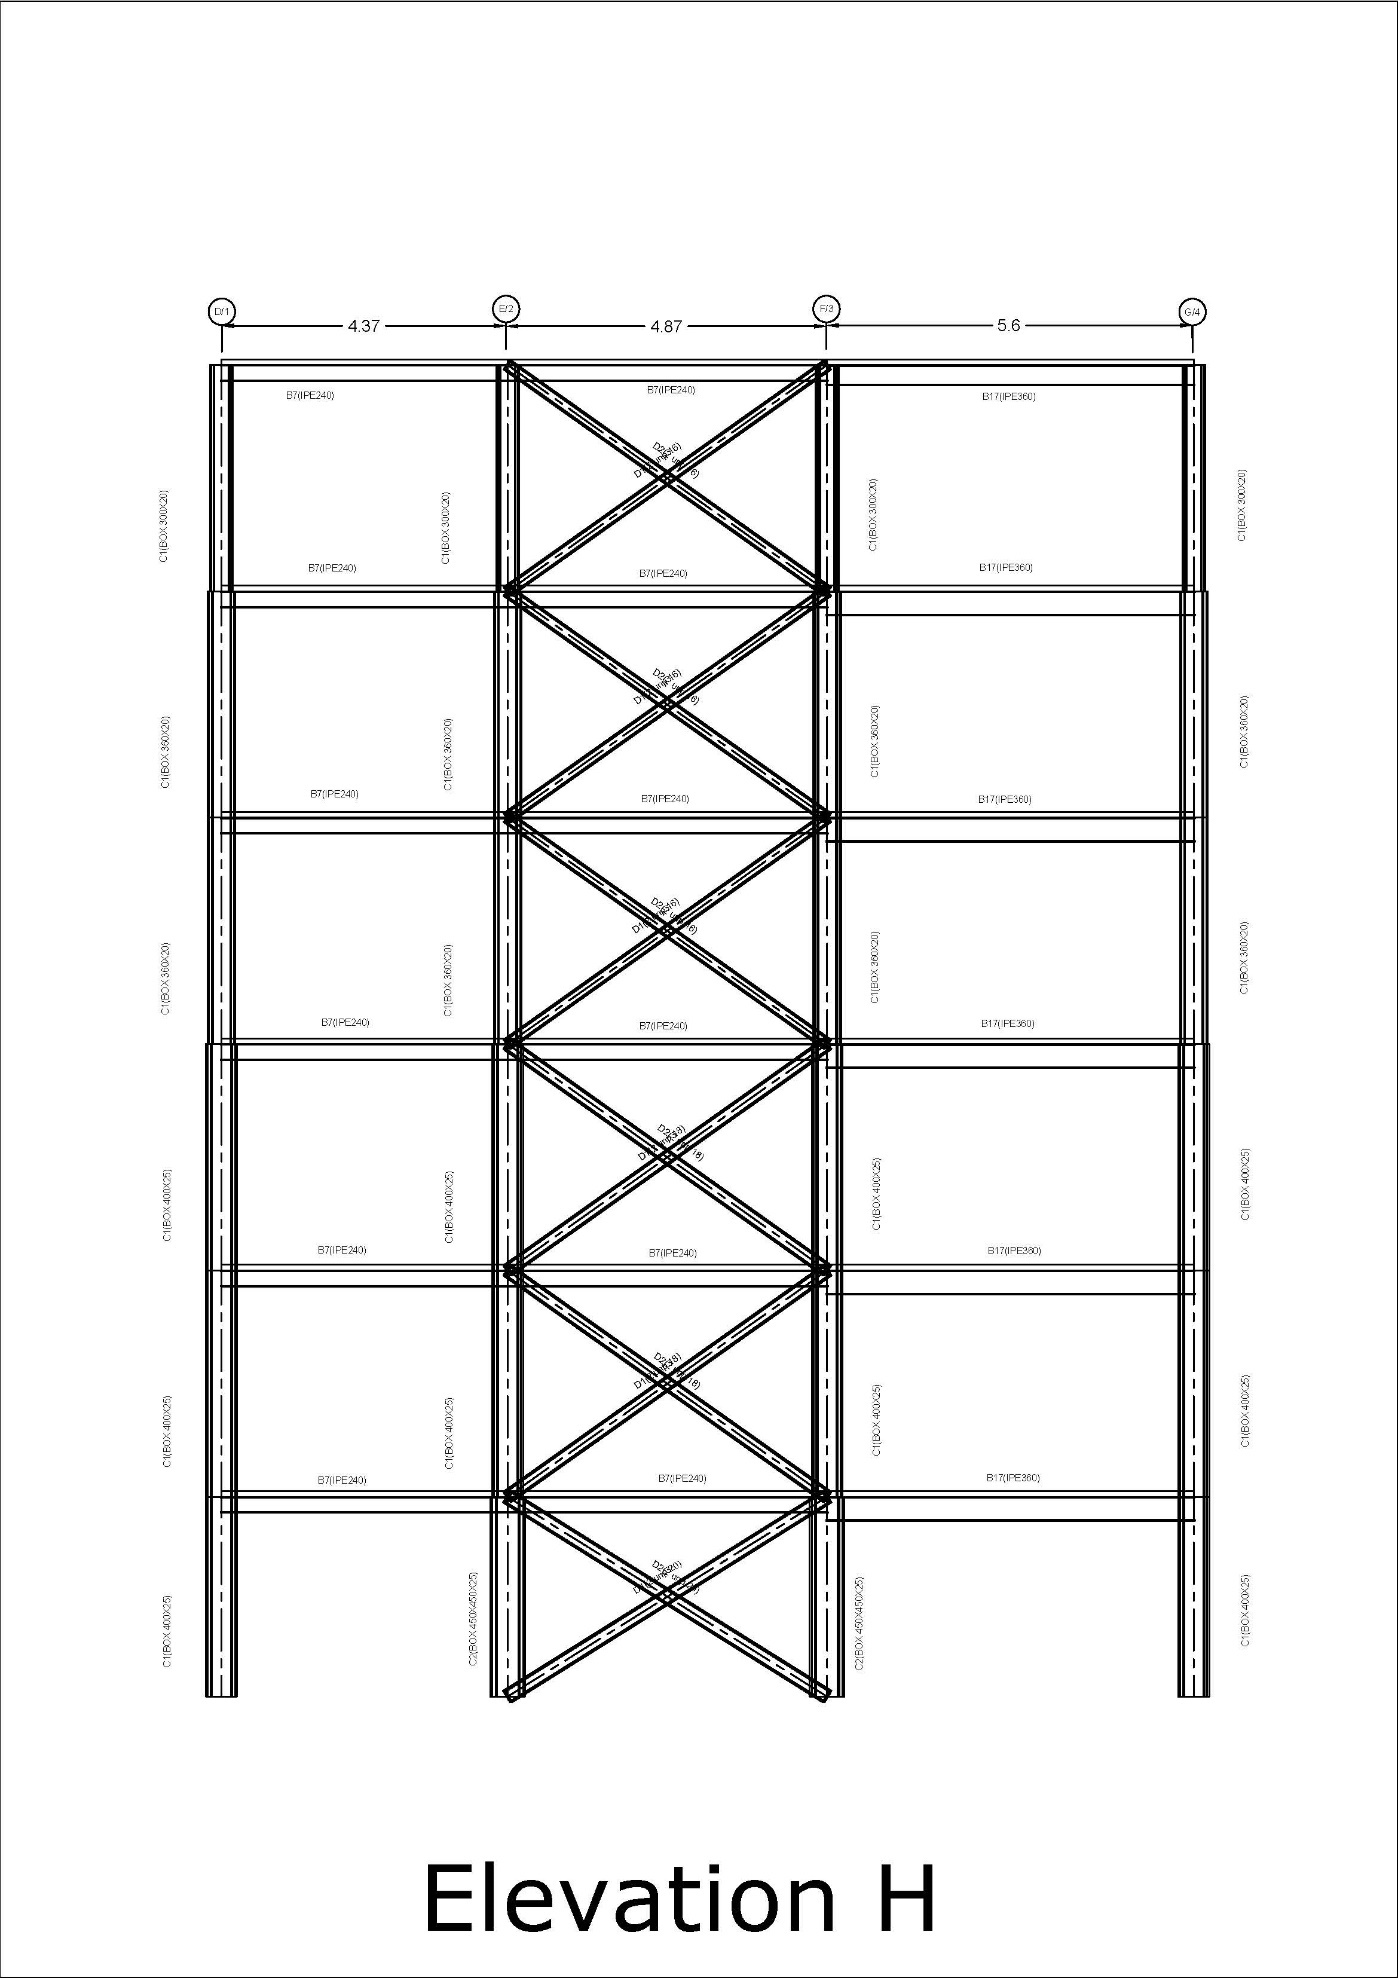 D/1
E/2
F/3
G/4
4.37
4.87
5.6
B7(IPE240)
B7(IPE240)
B17(IPE360)
C1(BOX 300X20)
C1(BOX 300X20)
C1(BOX 300X20)
C1(BOX 300X20)
B7(IPE240)
B7(IPE240)
B17(IPE360)
C1(BOX 360X20)
C1(BOX 360X20)
C1(BOX 360X20)
C1(BOX 360X20)
B7(IPE240)
B7(IPE240)
B17(IPE360)
C1(BOX 360X20)
C1(BOX 360X20)
C1(BOX 360X20)
C1(BOX 360X20)
B7(IPE240)
B7(IPE240)
B17(IPE360)
C1(BOX 400X25)
C1(BOX 400X25)
C1(BOX 400X25)
C1(BOX 400X25)
B7(IPE240)
B7(IPE240)
B17(IPE360)
C1(BOX 400X25)
C1(BOX 400X25)
C1(BOX 400X25)
C1(BOX 400X25)
B7(IPE240)
B7(IPE240)
B17(IPE360)
C1(BOX 400X25)
C2(BOX 450X450X25)
C2(BOX 450X450X25)
C1(BOX 400X25)
Elevation H